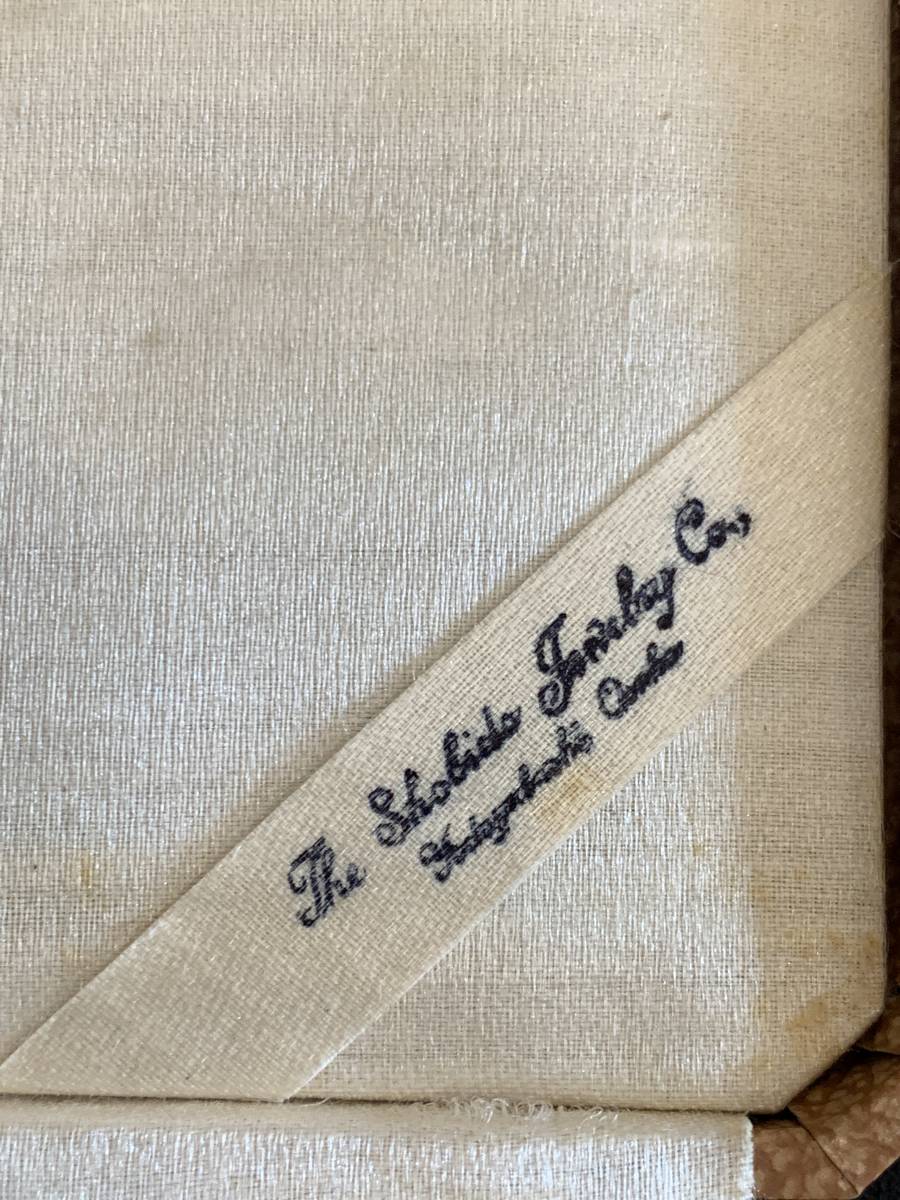 The Shobido Jewelry Co.,
Osaka